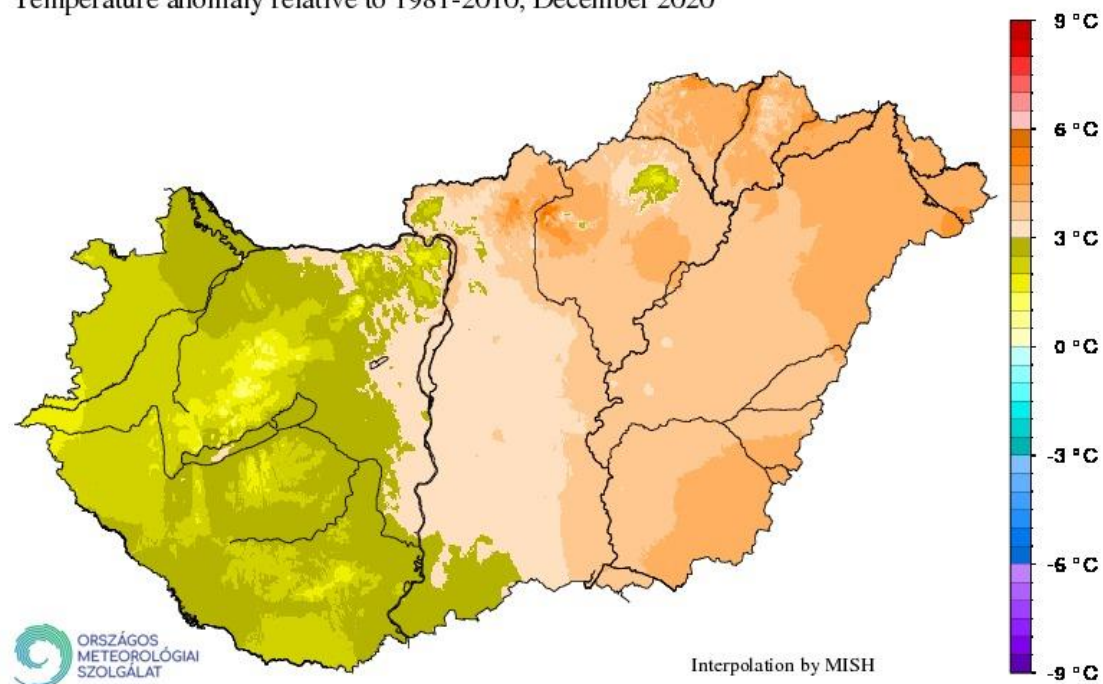 Temperature anomaly relative to 1981-2010, December 2020
9 °C
6 °C
3 °C
0 °C
-3 °C
-6 °C
-9 °C
ORSZÁGOS
METEOROLÓGIAI
SZOLGÁLAT
Interpolation by MISH